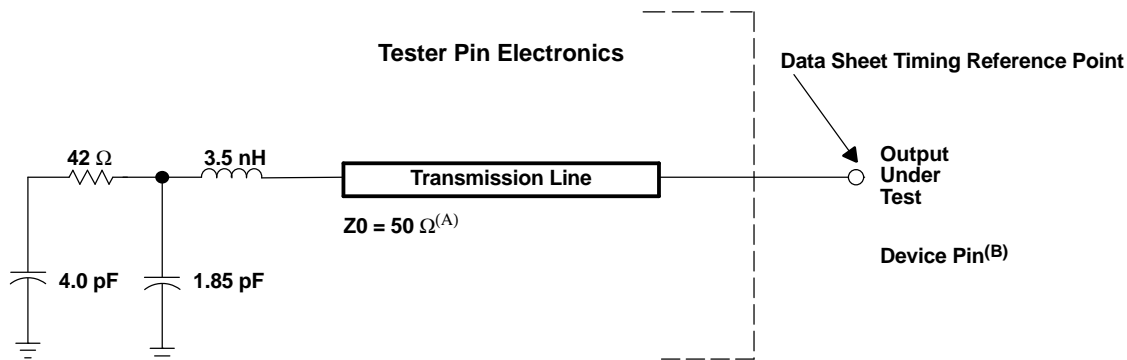 Tester Pin Electronics
Data Sheet Timing Reference Point
42 Ω
3.5 nH
Transmission Line
Output
Under
Test
Z0 = 50 Ω(A)
Device Pin(B)
4.0 pF
1.85 pF